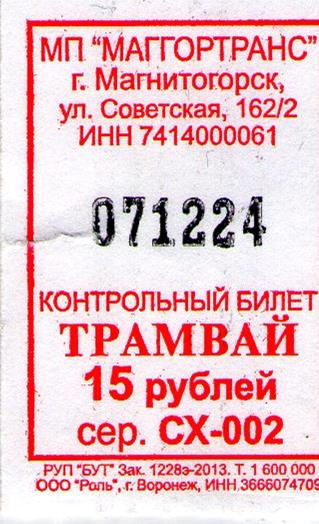 МП "МАГГОРТРАНС"
г. Магнитогорск,
ул. Советская, 162/2
ИНН 7414000061
071224
КОНТРОЛЬНЫЙ БИЛЕТ
ТРАМВАЙ
15 рублей
сер. СХ-002
РУП "БУТ" Зак. 1228э-2013. Т. 1 600 000
ООО "Роль", г. Воронеж, ИНН 3666074709